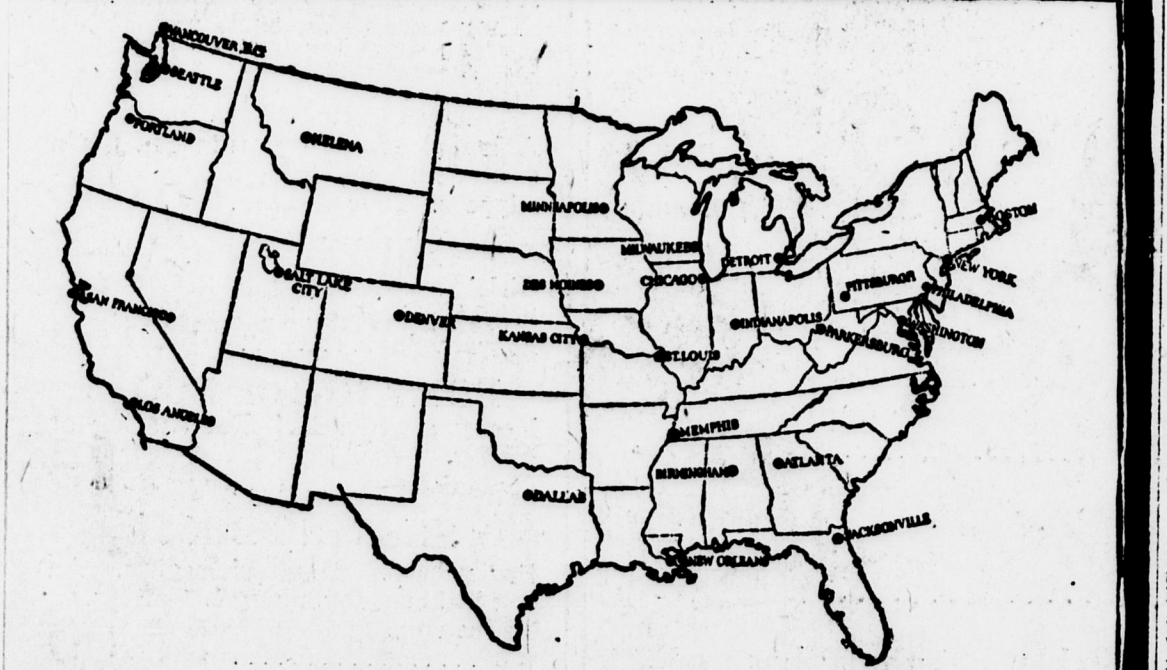 VANCOUVER, B.C.
SEATTLE
PORTLAND
HELENA
MINNEAPOLIS
BOSTON
MILWAUKEE
DETROIT
NEW YORK
SALT LAKE
CITY
DES MOINES
CHICAGO
PITTSBURGH
PHILADELPHIA
SAN FRANCISCO
DENVER
KANSAS CITY
INDIANAPOLIS
WASHINGTON
PARKERSBURG
ST. LOUIS
LOS ANGELES
MEMPHIS
BIRMINGHAM
ATLANTA
DALLAS
JACKSONVILLE
NEW ORLEANS